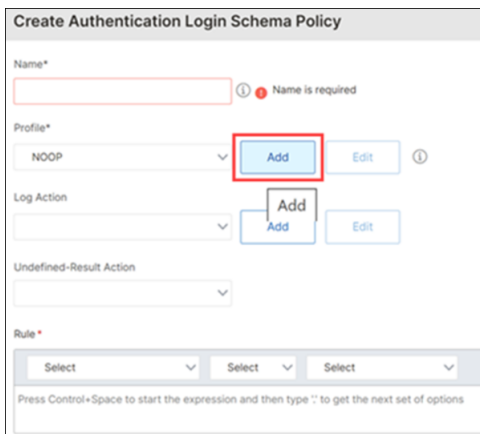 Create Authentication Login Schema Policy
Name*
Name is required
Profile*
NOOP Add Edit
Log Action
Add
Add Edit
Undefined-Result Action
Rule *
Select Select Select
Press Control+Space to start the expression and then type '.' to get the next set of options